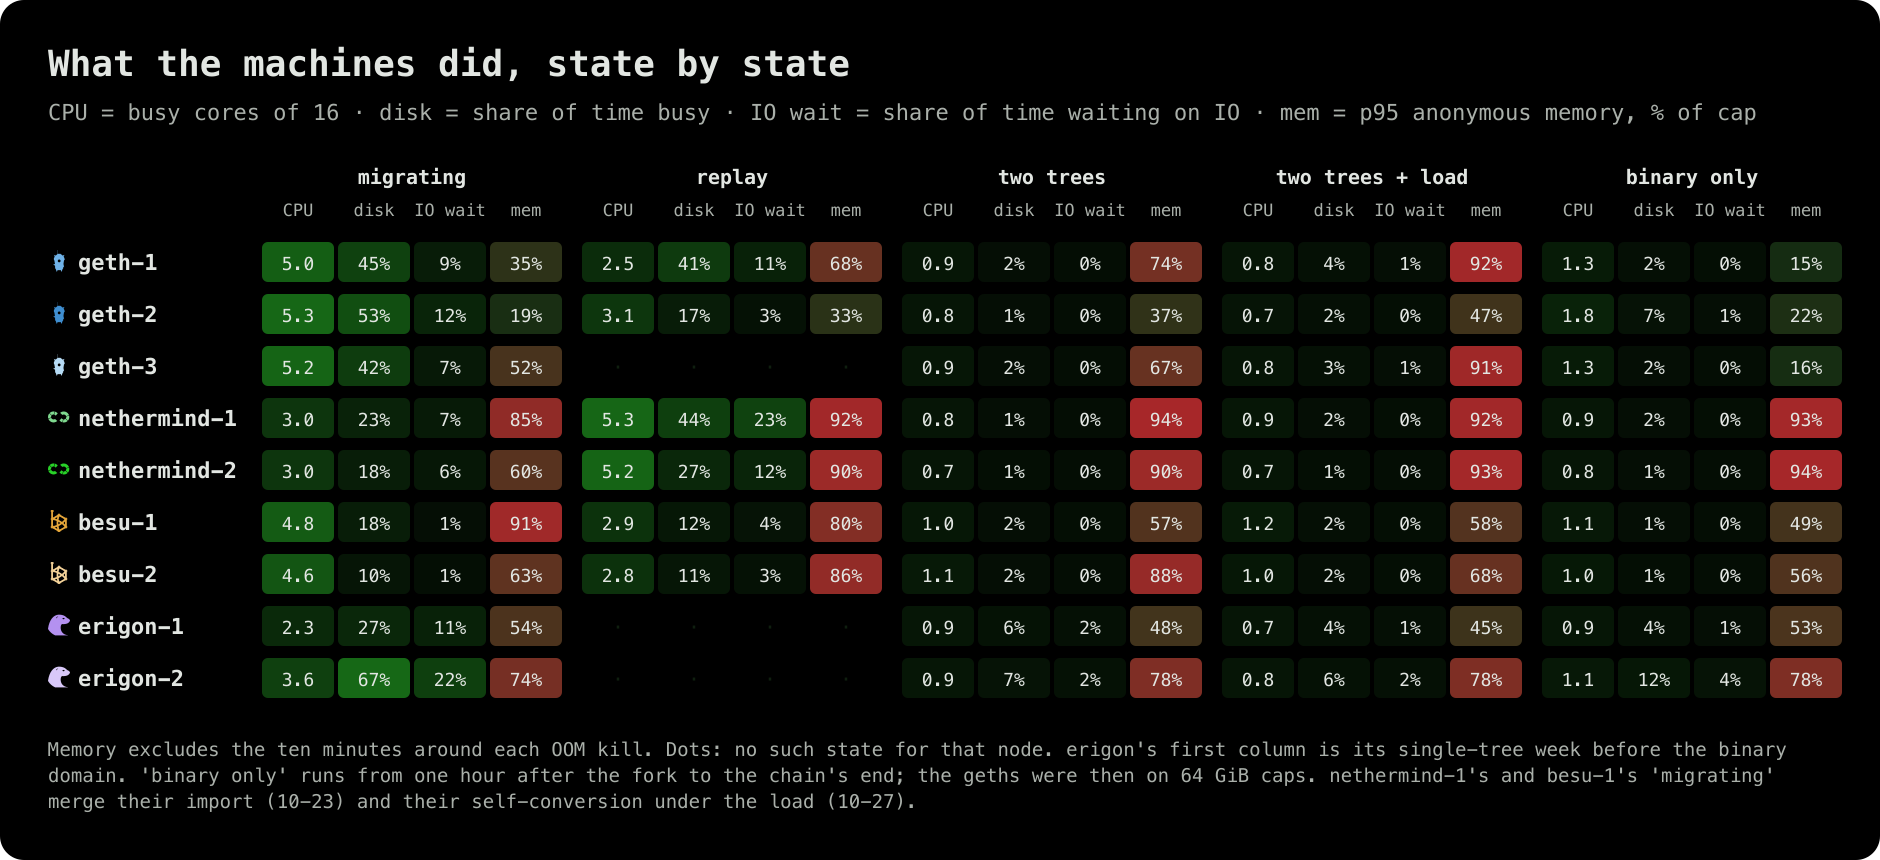 What the machines did, state by state
CPU = busy cores of 16 · disk = share of time busy · IO wait = share of time waiting on IO · mem = p95 anonymous memory, % of cap
migrating replay two trees two trees + load binary only
CPU disk IO wait mem CPU disk IO wait mem CPU disk IO wait mem CPU disk IO wait mem CPU disk IO wait mem
geth-1 5.0 45% 9% 35% 2.5 41% 11% 68% 0.9 2% 0% 74% 0.8 4% 1% 92% 1.3 2% 0% 15%
geth-2 5.3 53% 12% 19% 3.1 17% 3% 33% 0.8 1% 0% 37% 0.7 2% 0% 47% 1.8 7% 1% 22%
geth-3 5.2 42% 7% 52% · · · · 0.9 2% 0% 67% 0.8 3% 1% 91% 1.3 2% 0% 16%
nethermind-1 3.0 23% 7% 85% 5.3 44% 23% 92% 0.8 1% 0% 94% 0.9 2% 0% 92% 0.9 2% 0% 93%
nethermind-2 3.0 18% 6% 60% 5.2 27% 12% 90% 0.7 1% 0% 90% 0.7 1% 0% 93% 0.8 1% 0% 94%
besu-1 4.8 18% 1% 91% 2.9 12% 4% 80% 1.0 2% 0% 57% 1.2 2% 0% 58% 1.1 1% 0% 49%
besu-2 4.6 10% 1% 63% 2.8 11% 3% 86% 1.1 2% 0% 88% 1.0 2% 0% 68% 1.0 1% 0% 56%
erigon-1 2.3 27% 11% 54% · · · · 0.9 6% 2% 48% 0.7 4% 1% 45% 0.9 4% 1% 53%
erigon-2 3.6 67% 22% 74% · · · · 0.9 7% 2% 78% 0.8 6% 2% 78% 1.1 12% 4% 78%
Memory excludes the ten minutes around each OOM kill. Dots: no such state for that node. erigon's first column is its single-tree week before the binary
domain. 'binary only' runs from one hour after the fork to the chain's end; the geths were then on 64 GiB caps. nethermind-1's and besu-1's 'migrating'
merge their import (10-23) and their self-conversion under the load (10-27).